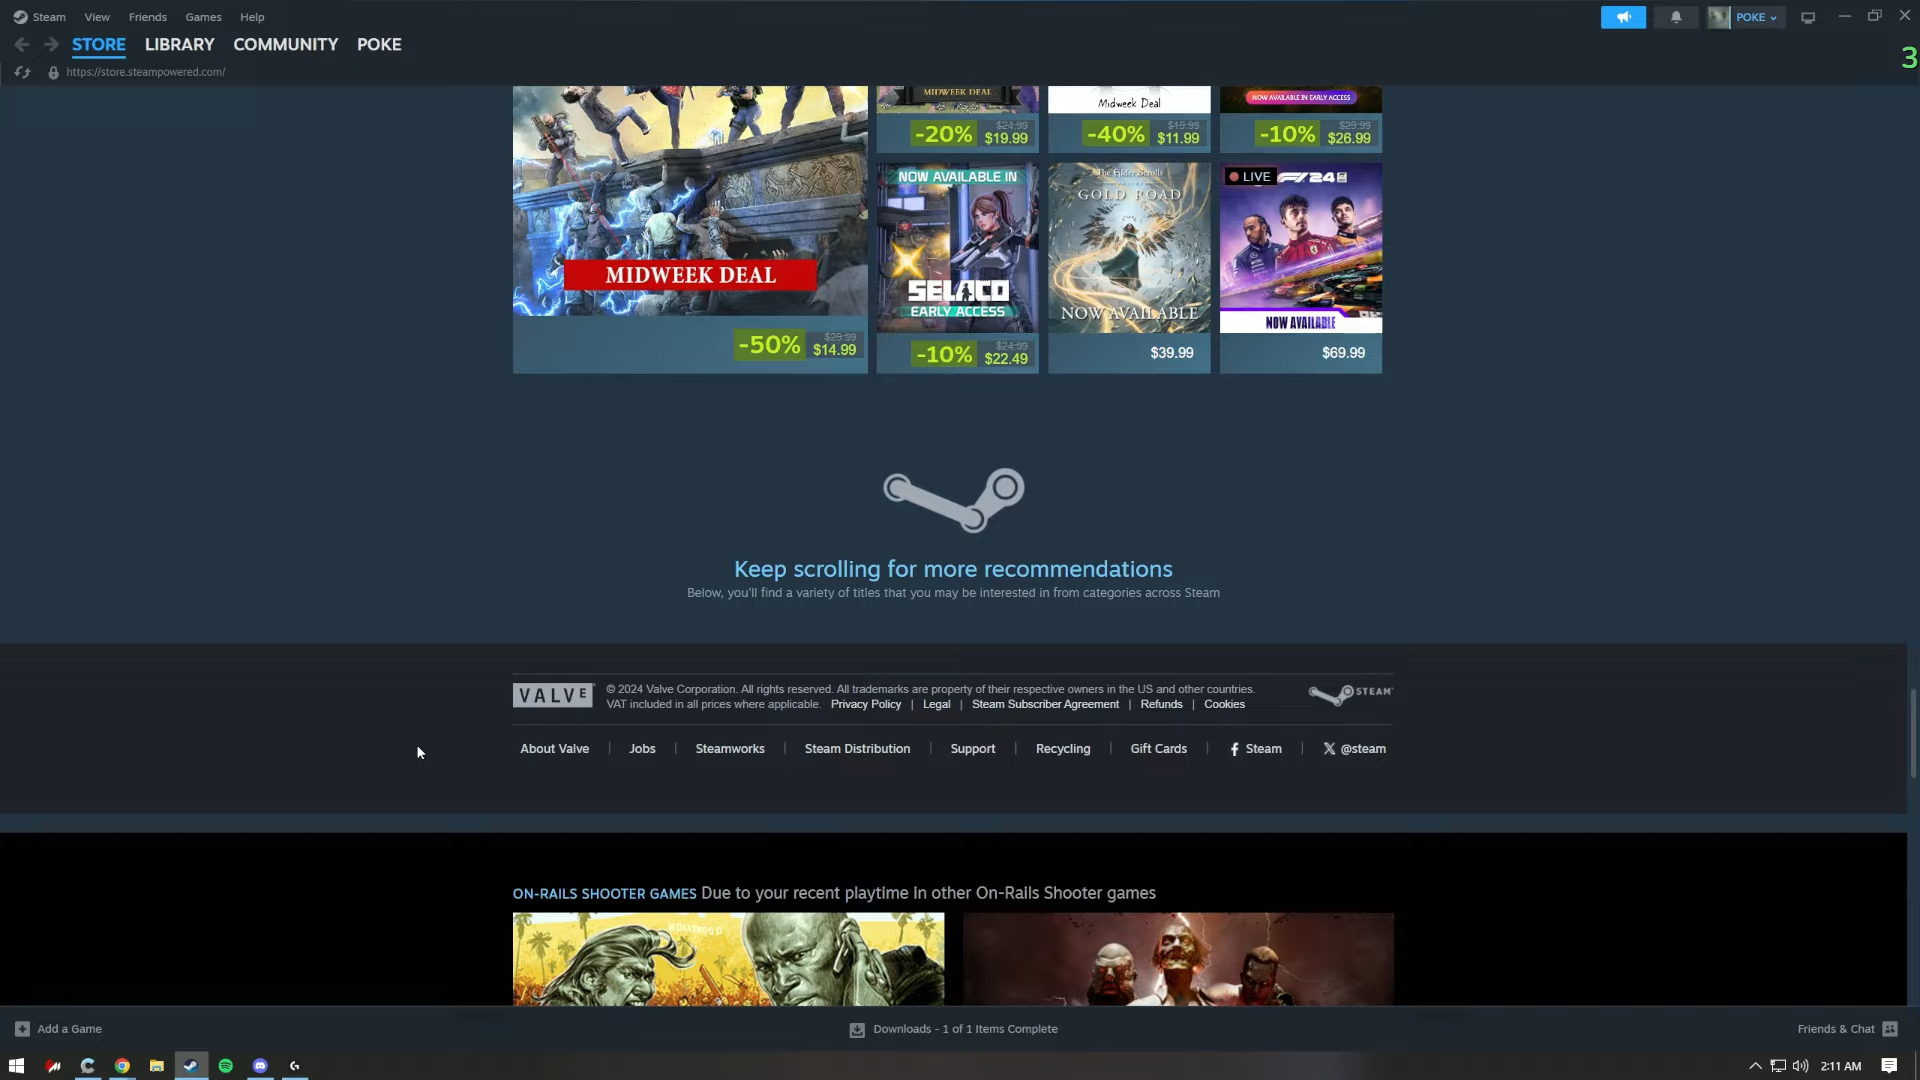 Steam View Friends Games Help POKE
STORE LIBRARY COMMUNITY POKE
3
https://store.steampowered.com/
MIDWEEK DEAL
Midweek Deal
NOW AVAILABLE IN EARLY ACCESS
-20% $24.99 $19.99
-40% $19.99 $11.99
-10% $29.99 $26.99
MIDWEEK DEAL
-50% $29.99 $14.99
NOW AVAILABLE IN
SELACO
EARLY ACCESS
-10% $24.99 $22.49
The Elder Scrolls
GOLD ROAD
NOW AVAILABLE
$39.99
LIVE F1 24
NOW AVAILABLE
$69.99
Keep scrolling for more recommendations
Below, you'll find a variety of titles that you may be interested in from categories across Steam
VALVE
© 2024 Valve Corporation. All rights reserved. All trademarks are property of their respective owners in the US and other countries.
VAT included in all prices where applicable. Privacy Policy | Legal | Steam Subscriber Agreement | Refunds | Cookies
STEAM
About Valve | Jobs | Steamworks | Steam Distribution | Support | Recycling | Gift Cards | Steam | @steam
ON-RAILS SHOOTER GAMES Due to your recent playtime in other On-Rails Shooter games
HOLLYWOOD
Add a Game Downloads - 1 of 1 Items Complete Friends & Chat
2:11 AM